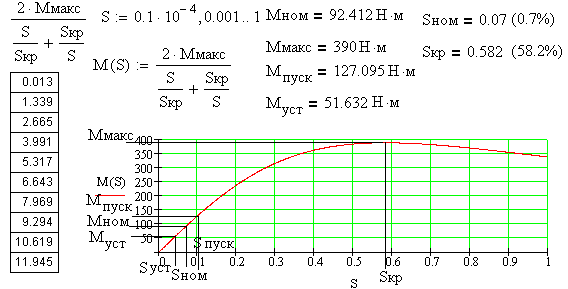 2·Mмакс
S/Sкр + Sкр/S
S := 0.1·10⁻⁴, 0.001.. 1
Mном = 92.412 Н·м
Sном = 0.07 (0.7%)
M(S) := 2·Mмакс / (S/Sкр + Sкр/S)
Mмакс = 390 Н·м
Sкр = 0.582 (58.2%)
Mпуск = 127.095 Н·м
Mуст = 51.632 Н·м
0.013
1.339
2.665
3.991
5.317
6.643
7.969
9.294
10.619
11.945
Mмакс
400
350
300
M(S)
250
200
Mпуск
150
Mном
100
Mуст
50
Sпуск
0
0.1
0.2
0.3
0.4
0.5
0.6
0.7
0.8
0.9
1
Sуст
Sном
S
Sкр